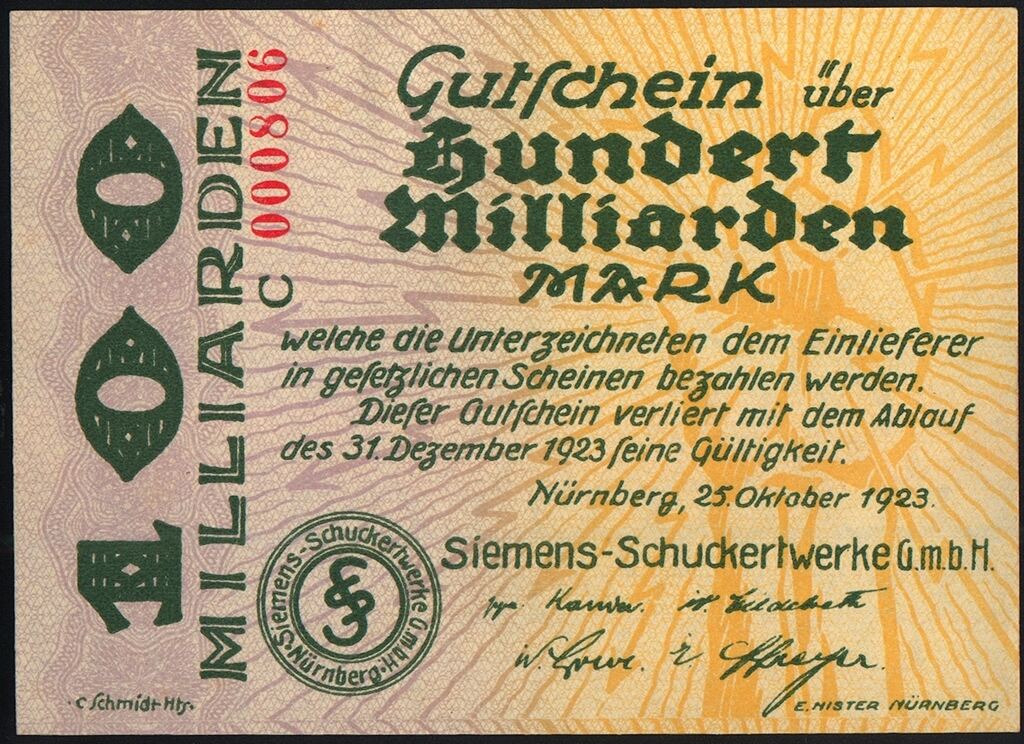 100
MILLIARDEN
C 000806
Gutſchein über
Hundert
Milliarden
MARK
welche die Unterzeichneten dem Einlieferer
in geſetzlichen Scheinen bezahlen werden.
Dieſer Gutſchein verliert mit dem Ablauf
des 31. Dezember 1923 ſeine Gültigkeit.
Nürnberg, 25. Oktober 1923.
Siemens-Schuckertwerke G.m.b.H.
Siemens-Schuckertwerke G.m.b.H. Nürnberg
SS
C Schmidt-
E. NISTER NÜRNBERG